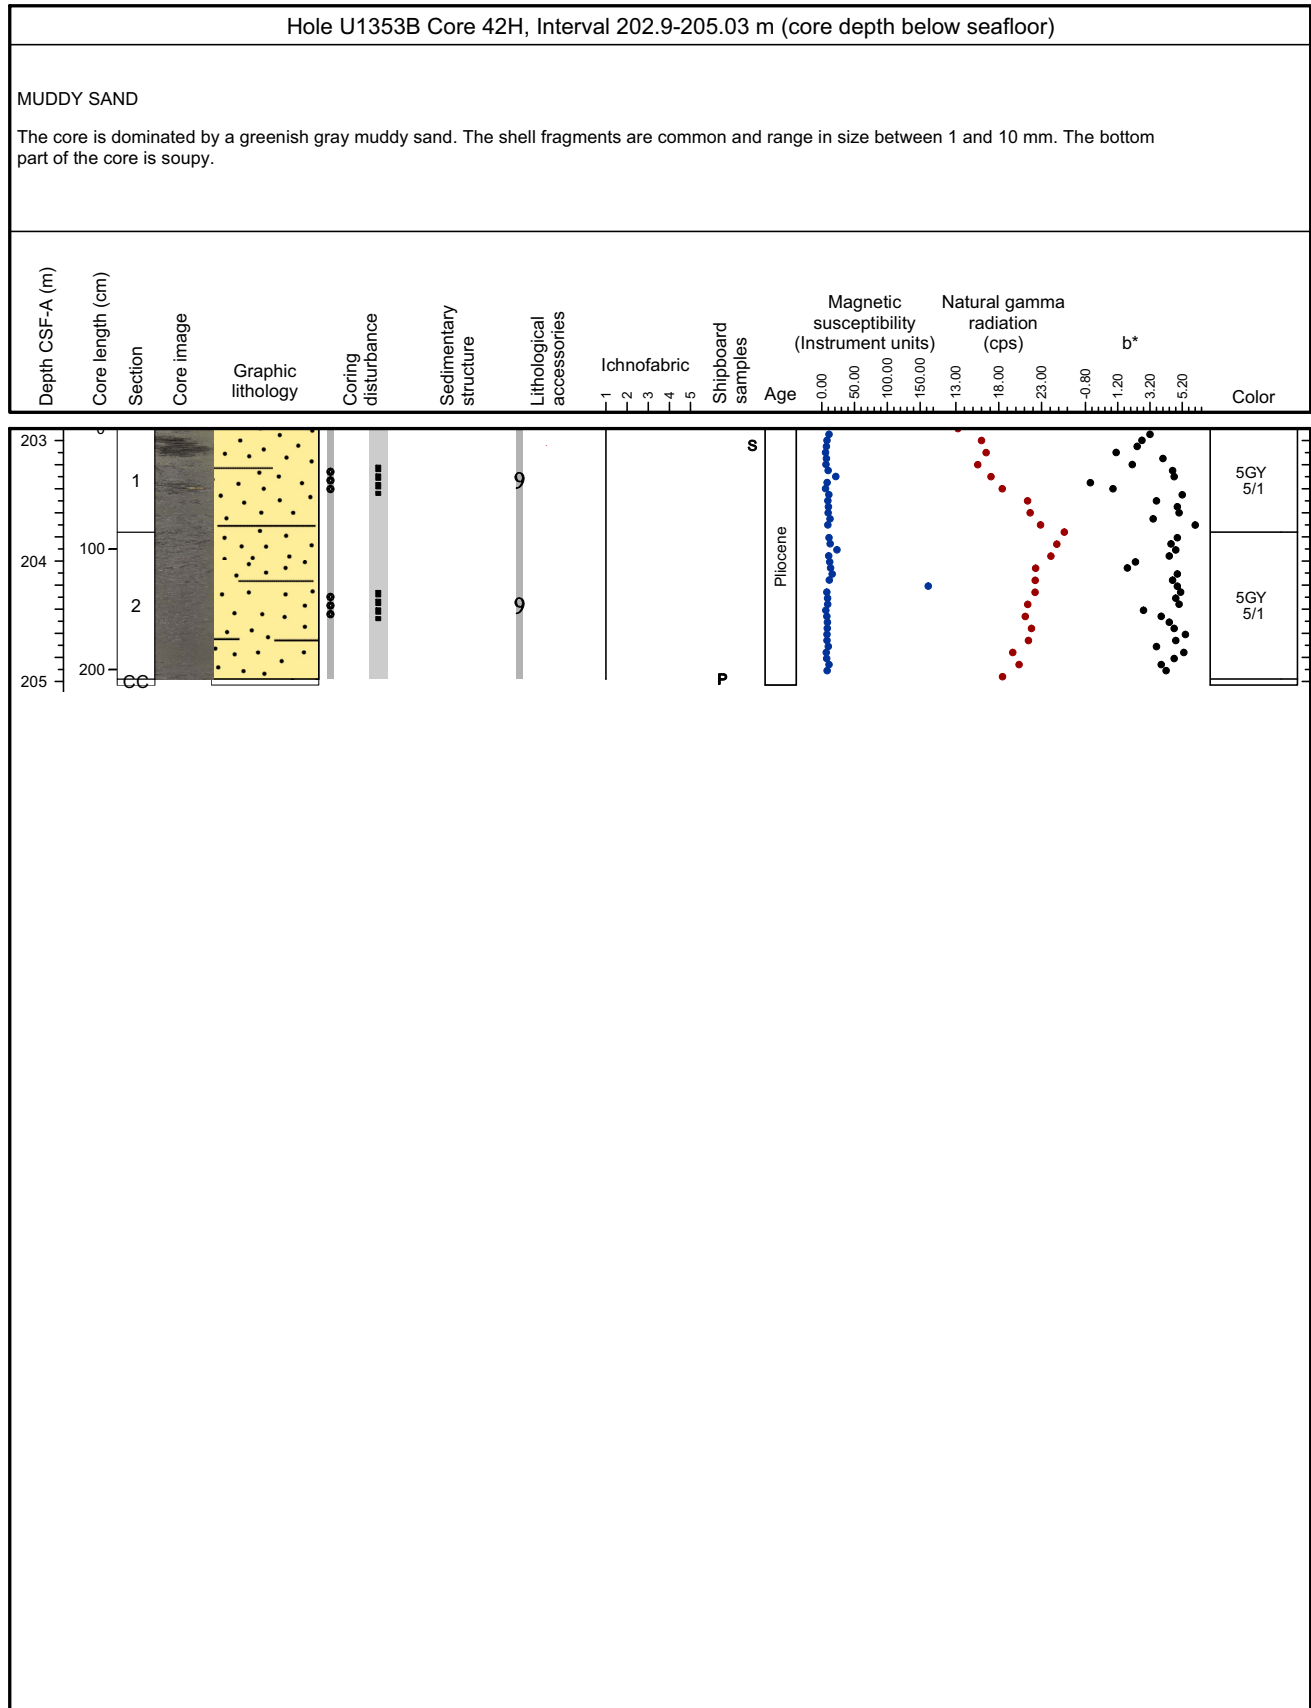 Hole U1353B Core 42H, Interval 202.9-205.03 m (core depth below seafloor)
MUDDY SAND
The core is dominated by a greenish gray muddy sand. The shell fragments are common and range in size between 1 and 10 mm. The bottom
part of the core is soupy.
Depth CSF-A (m)
Core length (cm)
Section
Core image
Graphic
lithology
Coring
disturbance
Sedimentary
structure
Lithological
accessories
Ichnofabric
1 2 3 4 5
Shipboard
samples
Age
Magnetic
susceptibility
(Instrument units)
0.00 50.00 100.00 150.00
Natural gamma
radiation
(cps)
13.00 18.00 23.00
b*
-0.80 1.20 3.20 5.20
Color
203
204
205
0
100
200
1
2
CC
S
P
Pliocene
5GY
5/1
5GY
5/1